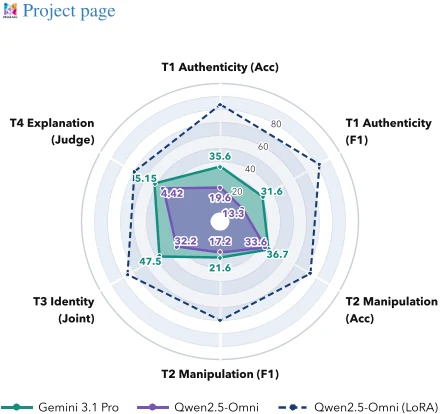 Project page
T1 Authenticity (Acc)
T4 Explanation
(Judge)
T1 Authenticity
(F1)
80
60
40
20
35.6
5.15
4.42
19.6
31.6
13.3
32.2
17.2
33.6
47.5
21.6
36.7
T3 Identity
(Joint)
T2 Manipulation
(Acc)
T2 Manipulation (F1)
Gemini 3.1 Pro
Qwen2.5-Omni
Qwen2.5-Omni (LoRA)